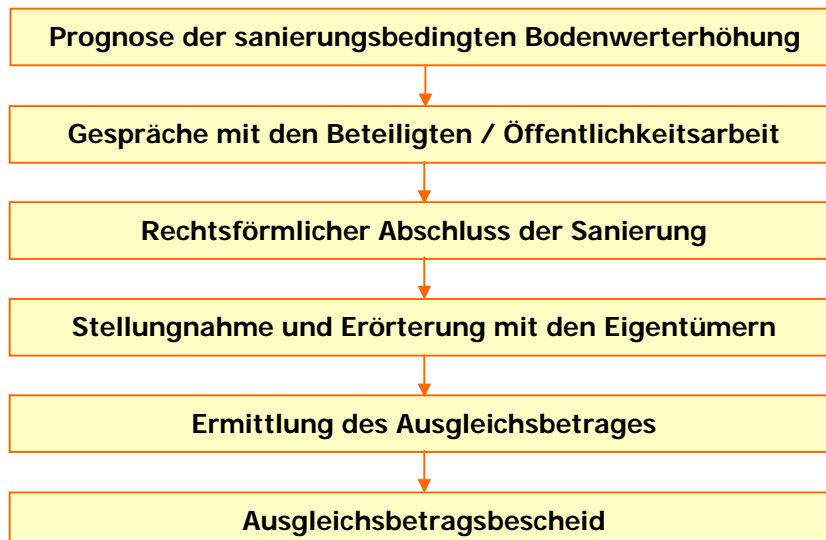 Prognose der sanierungsbedingten Bodenwerterhöhung
Gespräche mit den Beteiligten / Öffentlichkeitsarbeit
Rechtsförmlicher Abschluss der Sanierung
Stellungnahme und Erörterung mit den Eigentümern
Ermittlung des Ausgleichsbetrages
Ausgleichsbetragsbescheid